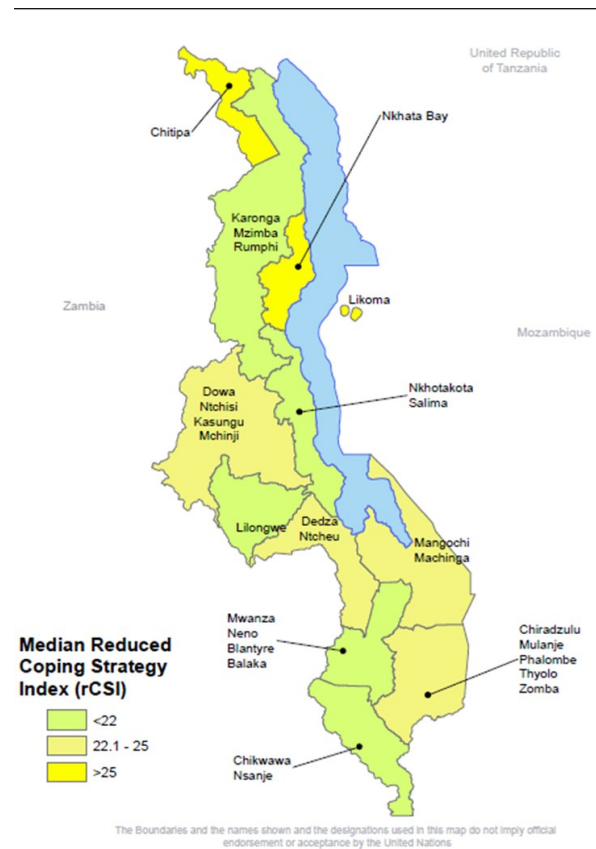 United Republic
of Tanzania
Chitipa
Nkhata Bay
Karonga
Mzimba
Rumphi
Likoma
Zambia
Mozambique
Dowa
Ntchisi
Kasungu
Mchinji
Nkhotakota
Salima
Lilongwe
Dedza
Ntcheu
Mangochi
Machinga
Mwanza
Neno
Blantyre
Balaka
Chiradzulu
Mulanje
Phalombe
Thyolo
Zomba
Median Reduced
Coping Strategy
Index (rCSI)
<22
22.1 - 25
>25
Chikwawa
Nsanje
The Boundaries and the names shown and the designations used in this map do not imply official
endorsement or acceptance by the United Nations